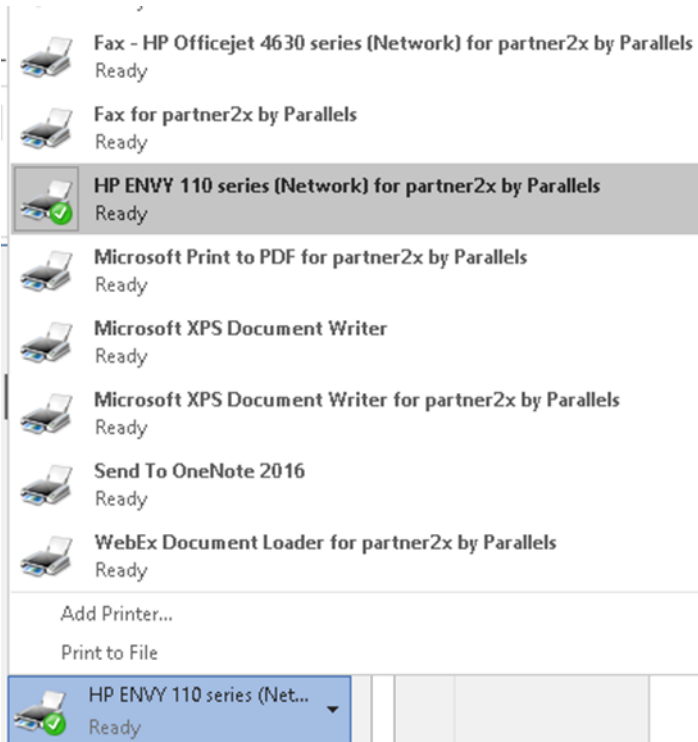 Fax - HP Officejet 4630 series (Network) for partner2x by Parallels
Ready
Fax for partner2x by Parallels
Ready
HP ENVY 110 series (Network) for partner2x by Parallels
Ready
Microsoft Print to PDF for partner2x by Parallels
Ready
Microsoft XPS Document Writer
Ready
Microsoft XPS Document Writer for partner2x by Parallels
Ready
Send To OneNote 2016
Ready
WebEx Document Loader for partner2x by Parallels
Ready
Add Printer...
Print to File
HP ENVY 110 series (Net...
Ready